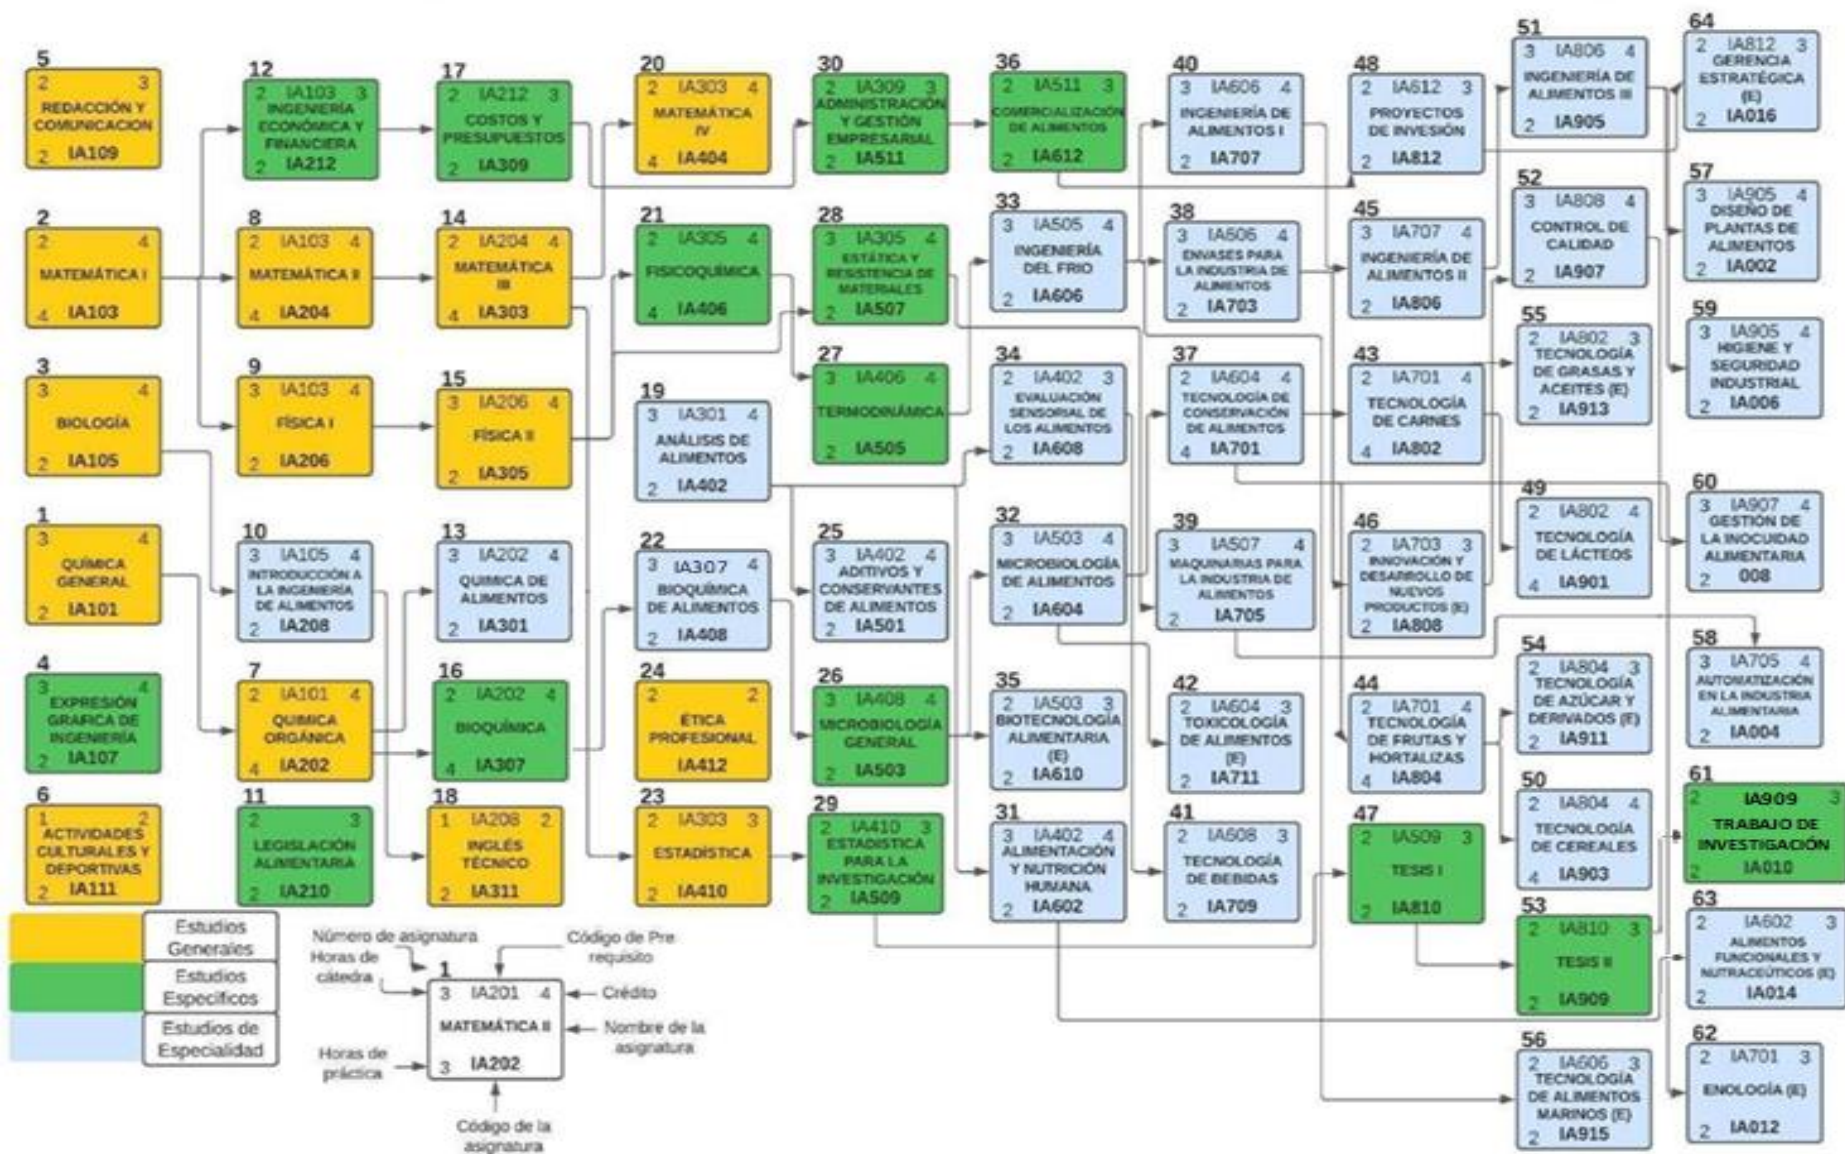 5
2 3
REDACCIÓN Y
COMUNICACION
2 IA109
2
2 4
MATEMÁTICA I
4 IA103
3
3 4
BIOLOGÍA
2 IA105
1
3 4
QUÍMICA
GENERAL
2 IA101
4
3 4
EXPRESIÓN
GRAFICA DE
INGENIERÍA
2 IA107
6
1 2
ACTIVIDADES
CULTURALES Y
DEPORTIVAS
2 IA111
12
2 IA103 3
INGENIERÍA
ECONÓMICA Y
FINANCIERA
2 IA212
8
2 IA103 4
MATEMÁTICA II
4 IA204
9
3 IA103 4
FÍSICA I
2 IA206
10
3 IA105 4
INTRODUCCIÓN A
LA INGENIERÍA
DE ALIMENTOS
2 IA208
7
2 IA101 4
QUIMICA
ORGÁNICA
4 IA202
11
2 3
LEGISLACIÓN
ALIMENTARIA
2 IA210
17
2 IA212 3
COSTOS Y
PRESUPUESTOS
2 IA309
14
2 IA204 4
MATEMÁTICA
III
4 IA303
15
3 IA206 4
FÍSICA II
2 IA305
13
3 IA202 4
QUIMICA DE
ALIMENTOS
2 IA301
16
2 IA202 4
BIOQUÍMICA
4 IA307
18
1 IA208 2
INGLÉS
TÉCNICO
2 IA311
20
2 IA303 4
MATEMÁTICA
IV
4 IA404
21
2 IA305 4
FISICOQUÍMICA
4 IA406
19
3 IA301 4
ANÁLISIS DE
ALIMENTOS
2 IA402
22
3 IA307 4
BIOQUÍMICA
DE ALIMENTOS
2 IA408
24
2 2
ÉTICA
PROFESIONAL
2 IA412
23
2 IA303 3
ESTADÍSTICA
2 IA410
30
2 IA309 3
ADMINISTRACIÓN
Y GESTIÓN
EMPRESARIAL
2 IA511
28
3 IA305 4
ESTÁTICA Y
RESISTENCIA DE
MATERIALES
2 IA507
27
3 IA406 4
TERMODINÁMICA
2 IA505
25
3 IA402 4
ADITIVOS Y
CONSERVANTES
DE ALIMENTOS
2 IA501
26
3 IA408 4
MICROBIOLOGÍA
GENERAL
2 IA503
29
2 IA410 3
ESTADISTICA
PARA LA
INVESTIGACIÓN
2 IA509
36
2 IA511 3
COMERCIALIZACIÓN
DE ALIMENTOS
2 IA612
33
3 IA505 4
INGENIERÍA
DEL FRIO
2 IA606
34
2 IA402 3
EVALUACIÓN
SENSORIAL DE
LOS ALIMENTOS
2 IA608
32
3 IA503 4
MICROBIOLOGÍA
DE ALIMENTOS
2 IA604
35
2 IA503 3
BIOTECNOLOGÍA
ALIMENTARIA
(E)
2 IA610
31
3 IA402 4
ALIMENTACIÓN
Y NUTRICIÓN
HUMANA
2 IA602
40
3 IA606 4
INGENIERÍA DE
ALIMENTOS I
2 IA707
38
3 IA606 4
ENVASES PARA
LA INDUSTRIA DE
ALIMENTOS
2 IA703
37
2 IA604 4
TECNOLOGÍA DE
CONSERVACIÓN
DE ALIMENTOS
4 IA701
39
3 IA507 4
MAQUINARIAS PARA
LA INDUSTRIA DE
ALIMENTOS
2 IA705
42
2 IA604 3
TOXICOLOGÍA
DE ALIMENTOS
(E)
2 IA711
41
2 IA608 3
TECNOLOGÍA
DE BEBIDAS
2 IA709
48
2 IA612 3
PROYECTOS
DE INVESIÓN
2 IA812
45
3 IA707 4
INGENIERÍA DE
ALIMENTOS II
2 IA806
43
2 IA701 4
TECNOLOGÍA
DE CARNES
4 IA802
46
2 IA703 3
INNOVACIÓN Y
DESARROLLO DE
NUEVOS
PRODUCTOS (E)
2 IA808
44
2 IA701 4
TECNOLOGÍA
DE FRUTAS Y
HORTALIZAS
4 IA804
47
2 IA509 3
TESIS I
2 IA810
51
3 IA806 4
INGENIERÍA DE
ALIMENTOS III
2 IA905
52
3 IA808 4
CONTROL DE
CALIDAD
2 IA907
55
2 IA802 3
TECNOLOGÍA
DE GRASAS Y
ACEITES (E)
2 IA913
49
2 IA802 4
TECNOLOGÍA
DE LÁCTEOS
4 IA901
54
2 IA804 3
TECNOLOGÍA
DE AZÚCAR Y
DERIVADOS (E)
2 IA911
50
2 IA804 4
TECNOLOGÍA
DE CEREALES
4 IA903
53
2 IA810 3
TESIS II
2 IA909
56
2 IA606 3
TECNOLOGÍA
DE ALIMENTOS
MARINOS (E)
2 IA915
64
2 IA812 3
GERENCIA
ESTRATÉGICA
(E)
2 IA016
57
3 IA905 4
DISEÑO DE
PLANTAS DE
ALIMENTOS
2 IA002
59
3 IA905 4
HIGIENE Y
SEGURIDAD
INDUSTRIAL
2 IA006
60
3 IA907 4
GESTIÓN DE
LA INOCUIDAD
ALIMENTARIA
2 008
58
3 IA705 4
AUTOMATIZACIÓN
EN LA INDUSTRIA
ALIMENTARIA
2 IA004
61
2 IA909 3
TRABAJO DE
INVESTIGACIÓN
2 IA010
63
2 IA602 3
ALIMENTOS
FUNCIONALES Y
NUTRACEÚTICOS (E)
2 IA014
62
2 IA701 3
ENOLOGÍA (E)
2 IA012
Estudios
Generales
Estudios
Especificos
Estudios de
Especialidad
Número de asignatura
Horas de
cátedra
Código de Pre
requisito
1
3 IA201 4
Crédito
MATEMÁTICA II
Nombre de la
asignatura
Horas de
práctica
3 IA202
Código de la
asignatura